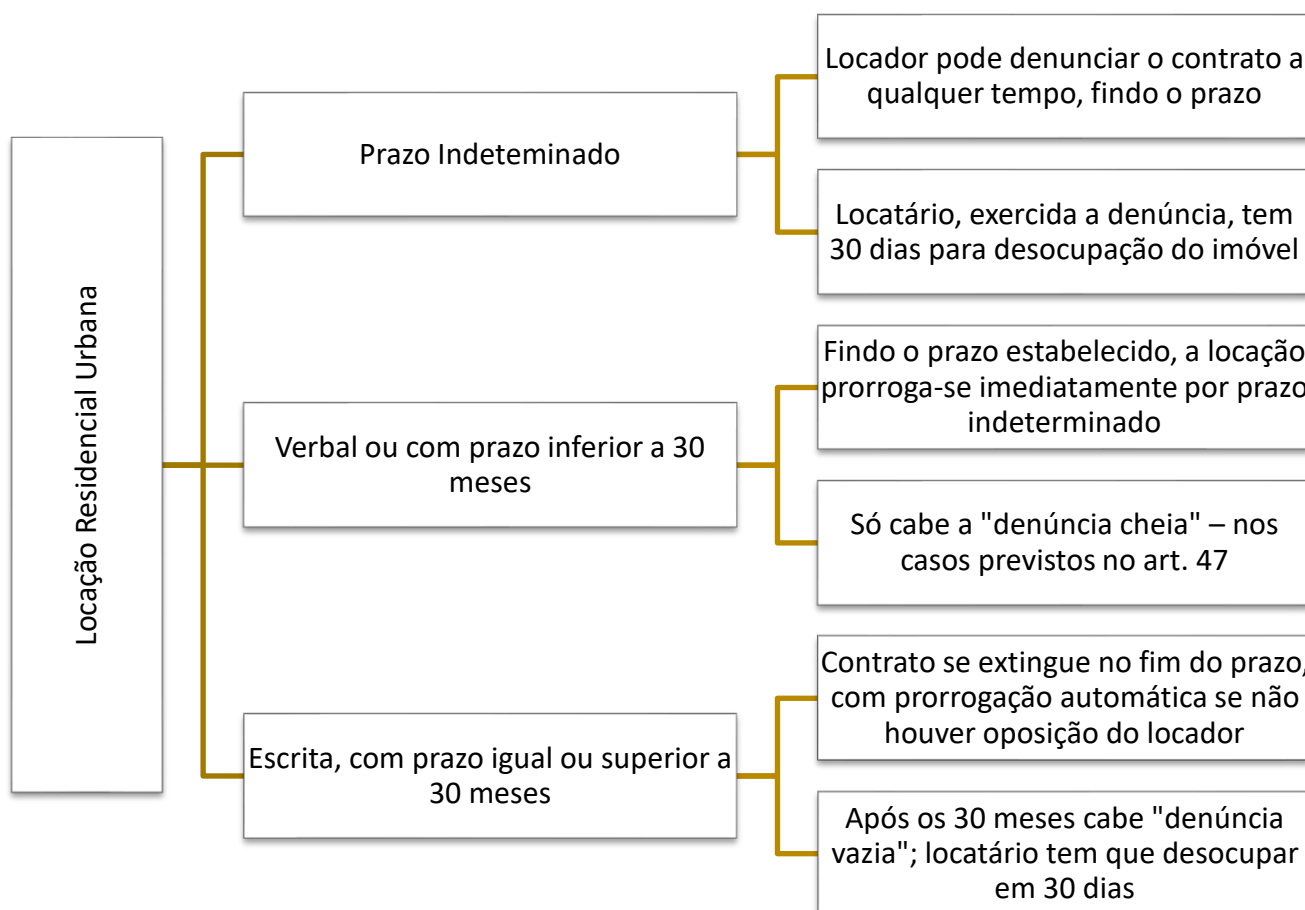 Locação Residencial Urbana
Prazo Indeteminado
Locador pode denunciar o contrato a
qualquer tempo, findo o prazo
Locatário, exercida a denúncia, tem
30 dias para desocupação do imóvel
Verbal ou com prazo inferior a 30
meses
Findo o prazo estabelecido, a locação
prorroga-se imediatamente por prazo
indeterminado
Só cabe a "denúncia cheia" – nos
casos previstos no art. 47
Escrita, com prazo igual ou superior a
30 meses
Contrato se extingue no fim do prazo,
com prorrogação automática se não
houver oposição do locador
Após os 30 meses cabe "denúncia
vazia"; locatário tem que desocupar
em 30 dias